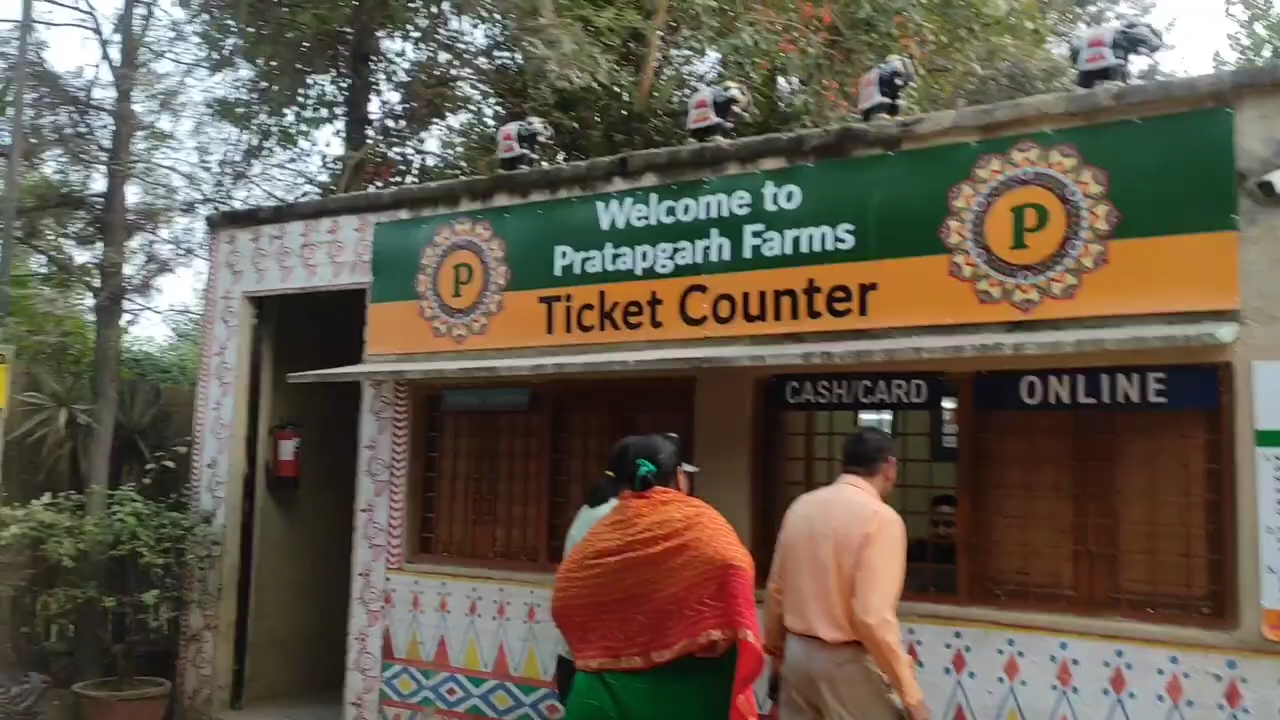 Welcome to
Pratapgarh Farms
P
P
Ticket Counter
CASH/CARD
ONLINE